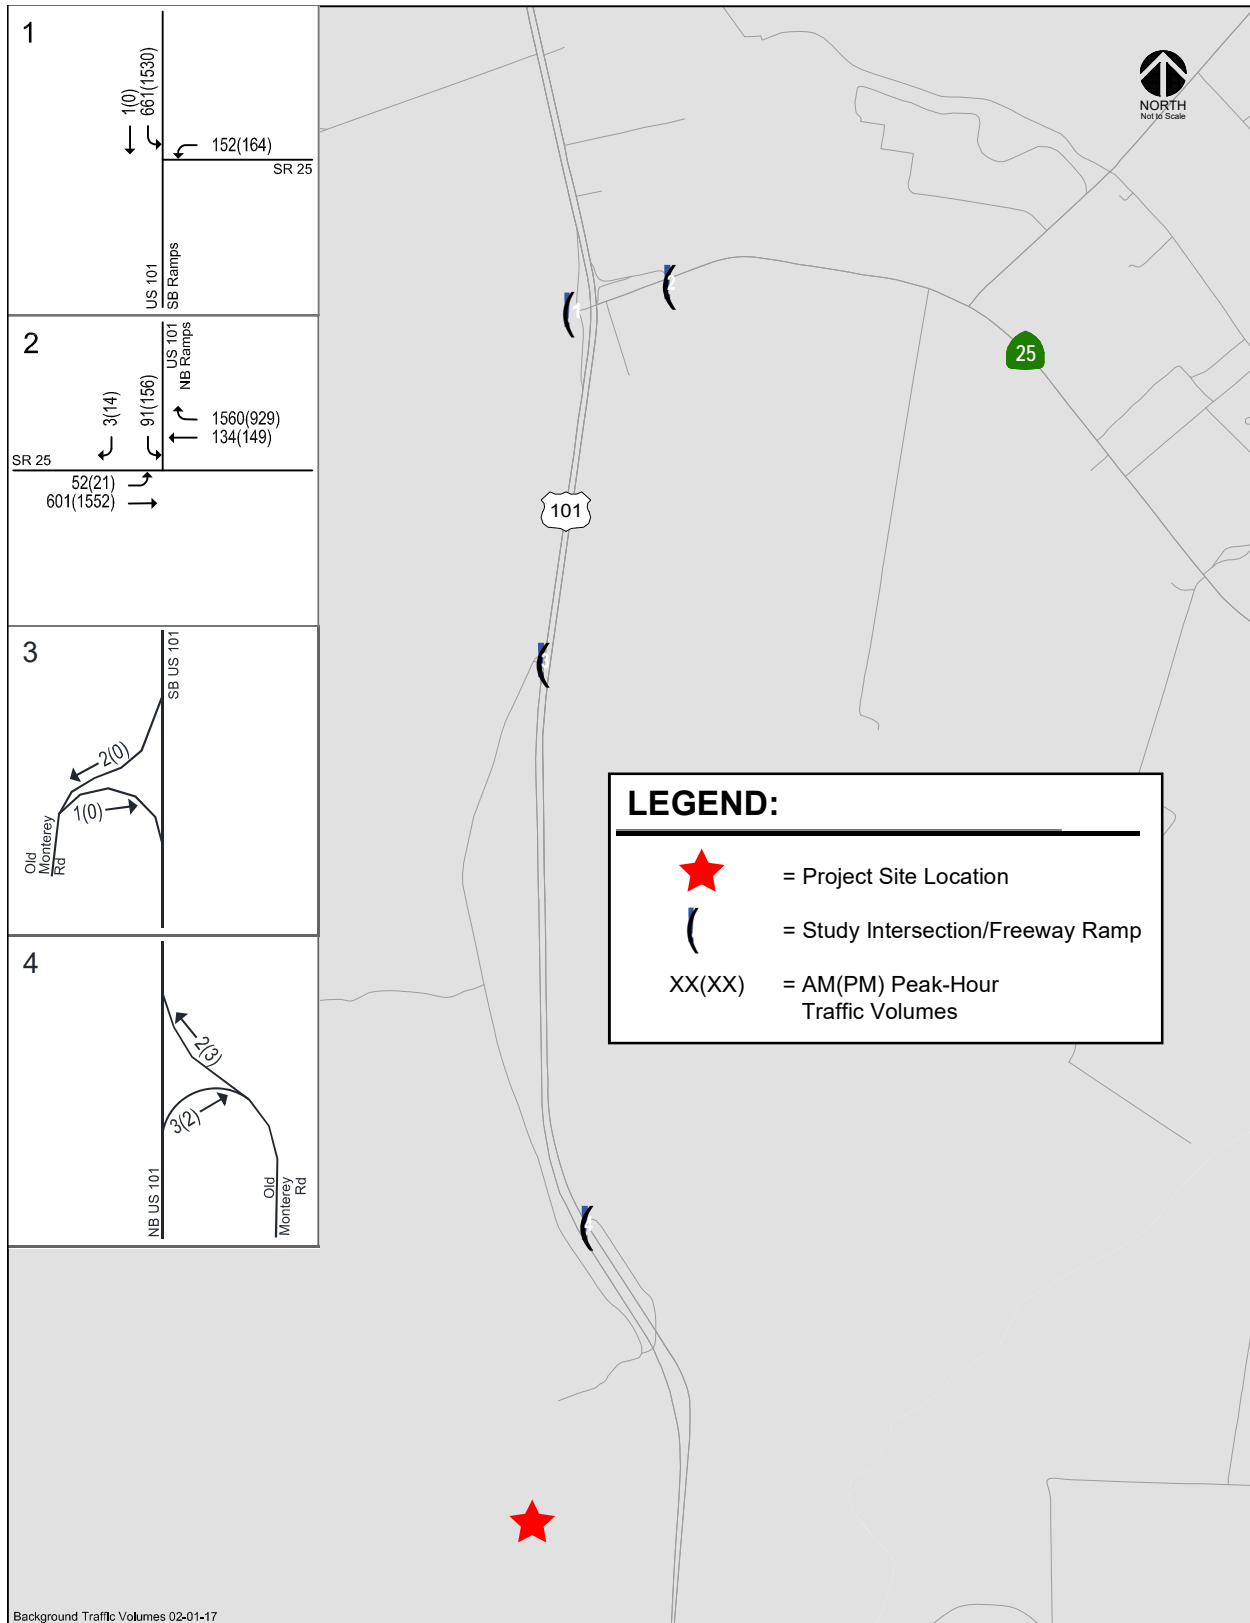 1
1(0)
661(1530)
152(164)
SR 25
US 101
SB Ramps
2
US 101
NB Ramps
3(14)
91(156)
1560(929)
134(149)
SR 25
52(21)
601(1552)
3
SB US 101
2(0)
1(0)
Old
Monterey
Rd
4
2(3)
3(2)
NB US 101
Old
Monterey
Rd
NORTH
Not to Scale
1
2
25
101
3
4
LEGEND:
= Project Site Location
= Study Intersection/Freeway Ramp
XX(XX) = AM(PM) Peak-Hour
Traffic Volumes
Background Traffic Volumes 02-01-17